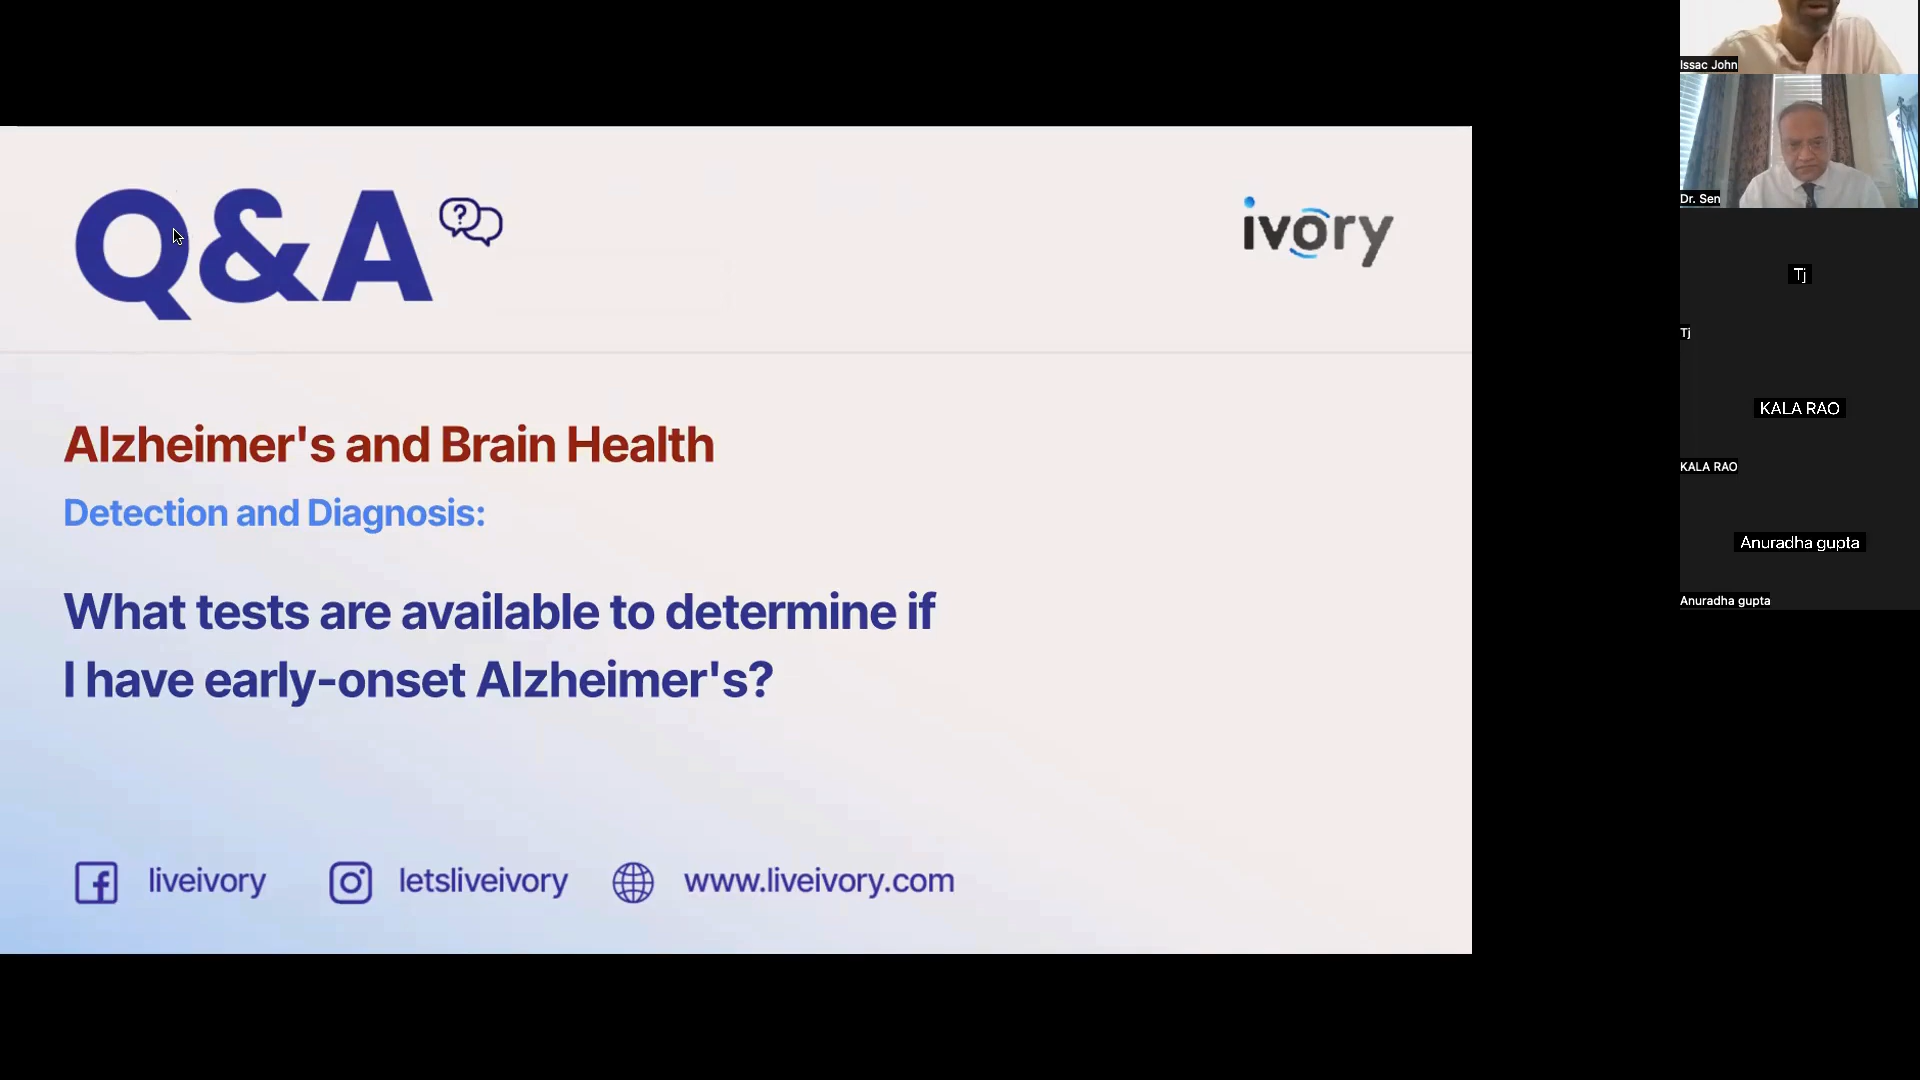 Q&A
?
ivory
Alzheimer's and Brain Health
Detection and Diagnosis:
What tests are available to determine if
I have early-onset Alzheimer's?
liveivory
letsliveivory
www.liveivory.com
Issac John
Dr. Sen
Tj
Tj
KALA RAO
KALA RAO
Anuradha gupta
Anuradha gupta